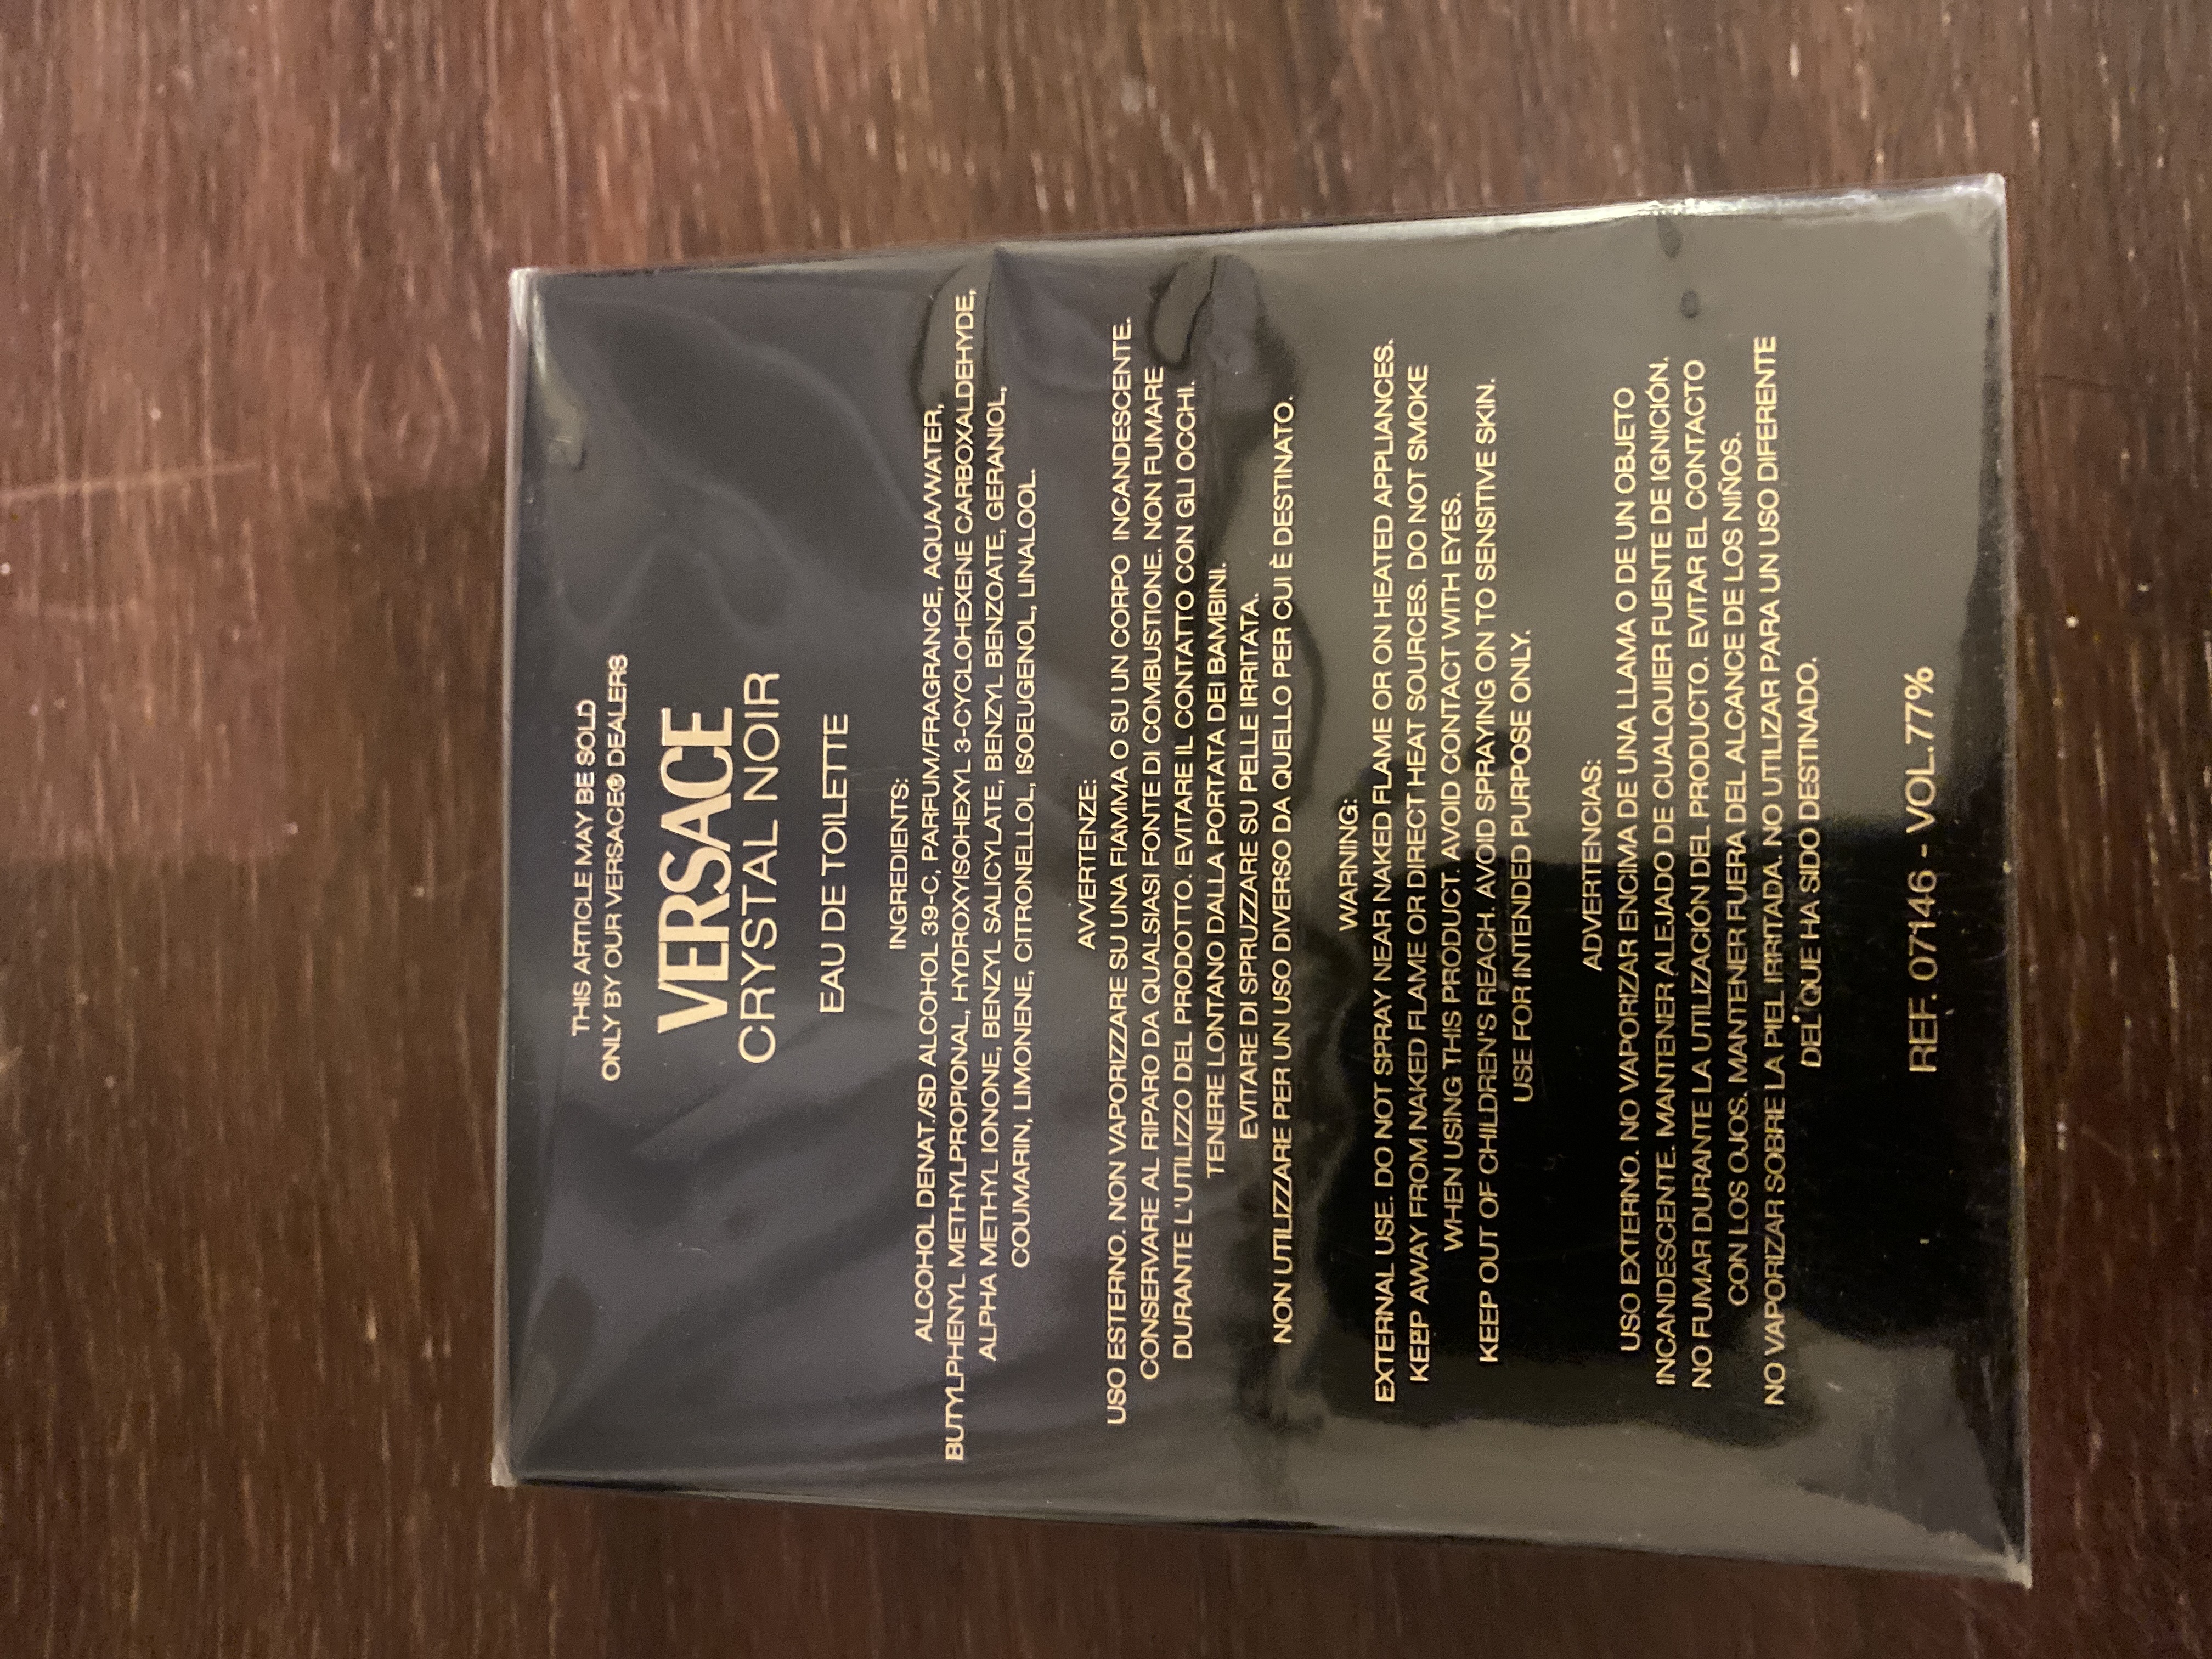 THIS ARTICLE MAY BE SOLD
ONLY BY OUR VERSACE® DEALERS
VERSACE
CRYSTAL NOIR
EAU DE TOILETTE
INGREDIENTS:
ALCOHOL DENAT./SD ALCOHOL 39-C, PARFUM/FRAGRANCE, AQUA/WATER,
BUTYLPHENYL METHYLPROPIONAL, HYDROXYISOHEXYL 3-CYCLOHEXENE CARBOXALDEHYDE,
ALPHA METHYL IONONE, BENZYL SALICYLATE, BENZYL BENZOATE, GERANIOL,
COUMARIN, LIMONENE, CITRONELLOL, ISOEUGENOL, LINALOOL.
AVVERTENZE:
USO ESTERNO. NON VAPORIZZARE SU UNA FIAMMA O SU UN CORPO INCANDESCENTE.
CONSERVARE AL RIPARO DA QUALSIASI FONTE DI COMBUSTIONE. NON FUMARE
DURANTE L'UTILIZZO DEL PRODOTTO. EVITARE IL CONTATTO CON GLI OCCHI.
TENERE LONTANO DALLA PORTATA DEI BAMBINI.
EVITARE DI SPRUZZARE SU PELLE IRRITATA.
NON UTILIZZARE PER UN USO DIVERSO DA QUELLO PER CUI È DESTINATO.
WARNING:
EXTERNAL USE. DO NOT SPRAY NEAR NAKED FLAME OR ON HEATED APPLIANCES.
KEEP AWAY FROM NAKED FLAME OR DIRECT HEAT SOURCES. DO NOT SMOKE
WHEN USING THIS PRODUCT. AVOID CONTACT WITH EYES.
KEEP OUT OF CHILDREN'S REACH. AVOID SPRAYING ON TO SENSITIVE SKIN.
USE FOR INTENDED PURPOSE ONLY.
ADVERTENCIAS:
USO EXTERNO. NO VAPORIZAR ENCIMA DE UNA LLAMA O DE UN OBJETO
INCANDESCENTE. MANTENER ALEJADO DE CUALQUIER FUENTE DE IGNICIÓN.
NO FUMAR DURANTE LA UTILIZACIÓN DEL PRODUCTO. EVITAR EL CONTACTO
CON LOS OJOS. MANTENER FUERA DEL ALCANCE DE LOS NIÑOS.
NO VAPORIZAR SOBRE LA PIEL IRRITADA. NO UTILIZAR PARA UN USO DIFERENTE
DEL QUE HA SIDO DESTINADO.
REF. 07146 - VOL.77%